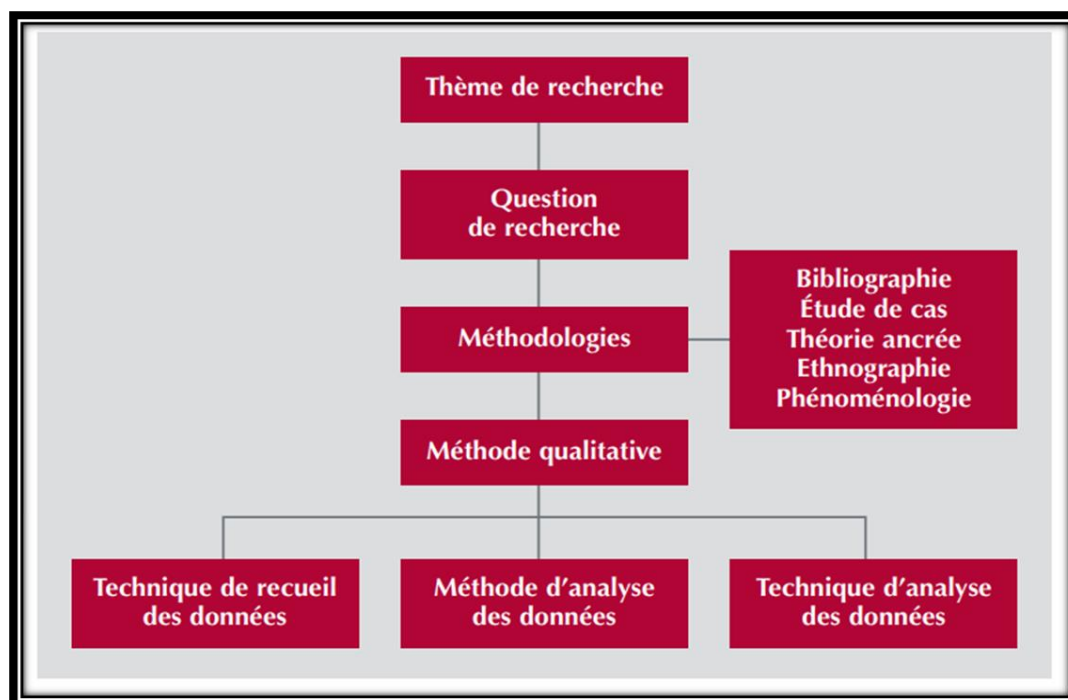 Thème de recherche
Question
de recherche
Méthodologies
Bibliographie
Étude de cas
Théorie ancrée
Ethnographie
Phénoménologie
Méthode qualitative
Technique de recueil
des données
Méthode d’analyse
des données
Technique d’analyse
des données